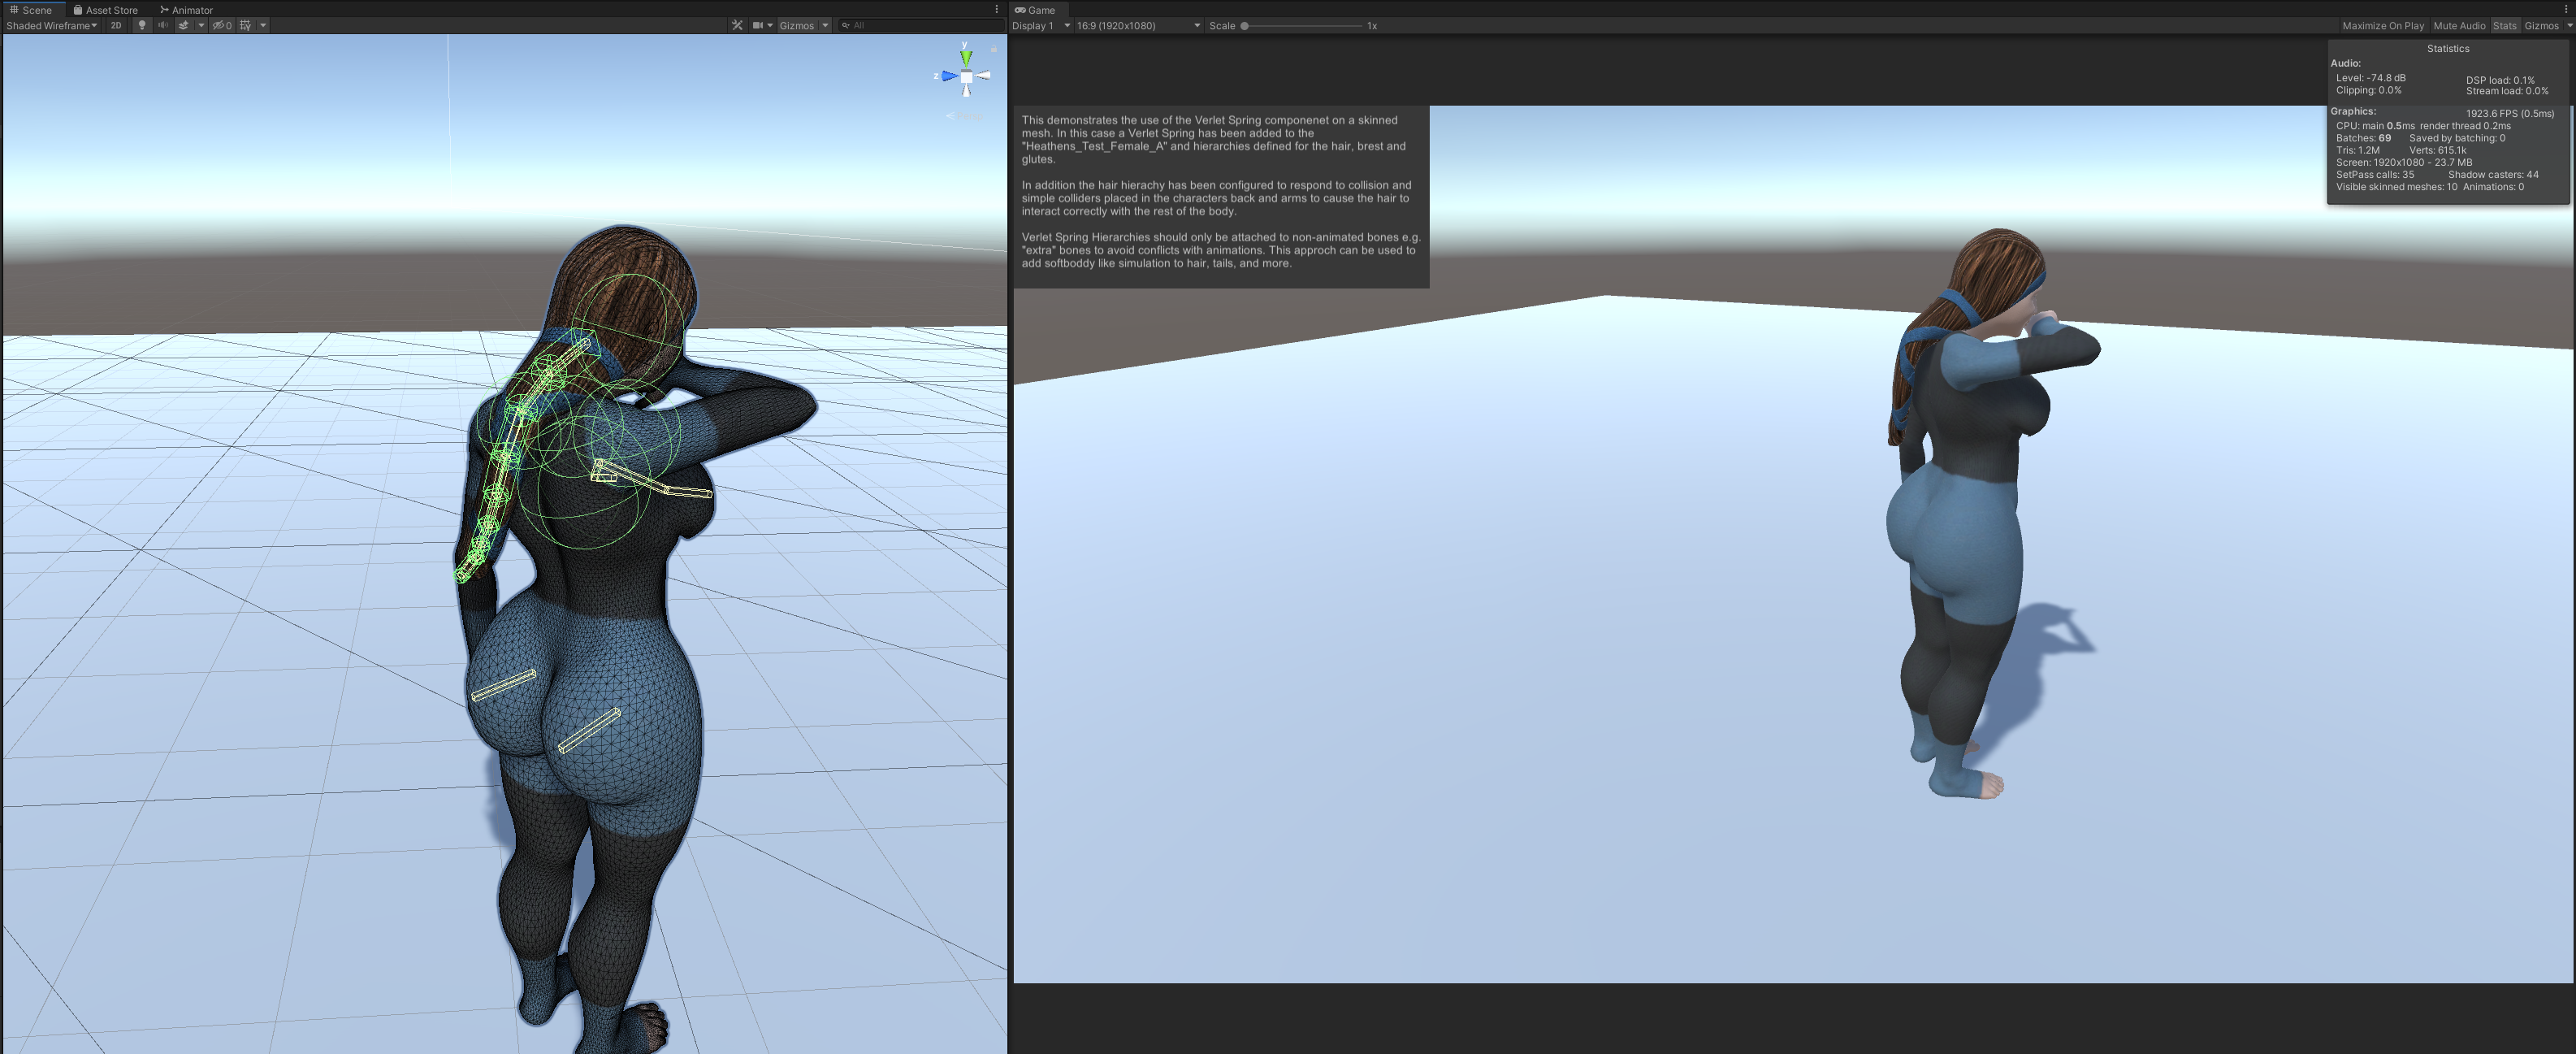 Scene Asset Store Animator
Shaded Wireframe 2D 0 Gizmos All
y
z
Game
Display 1 16:9 (1920x1080) Scale 1x Maximize On Play Mute Audio Stats Gizmos
This demonstrates the use of the Verlet Spring componenet on a skinned
mesh. In this case a Verlet Spring has been added to the
"Heathens_Test_Female_A" and hierarchies defined for the hair, brest and
glutes.
In addition the hair hierachy has been configured to respond to collision and
simple colliders placed in the characters back and arms to cause the hair to
interact correctly with the rest of the body.
Verlet Spring Hierarchies should only be attached to non-animated bones e.g.
"extra" bones to avoid conflicts with animations. This approch can be used to
add softboddy like simulation to hair, tails, and more.
Statistics
Audio:
Level: -74.8 dB DSP load: 0.1%
Clipping: 0.0% Stream load: 0.0%
Graphics: 1923.6 FPS (0.5ms)
CPU: main 0.5ms render thread 0.2ms
Batches: 69 Saved by batching: 0
Tris: 1.2M Verts: 615.1k
Screen: 1920x1080 - 23.7 MB
SetPass calls: 35 Shadow casters: 44
Visible skinned meshes: 10 Animations: 0